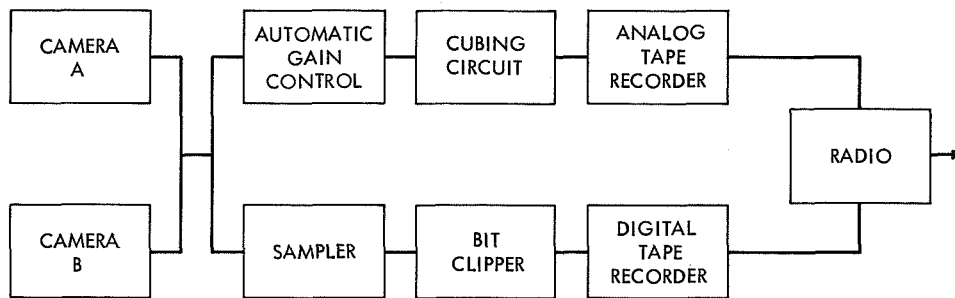 CAMERA
A
AUTOMATIC
GAIN
CONTROL
CUBING
CIRCUIT
ANALOG
TAPE
RECORDER
RADIO
CAMERA
B
SAMPLER
BIT
CLIPPER
DIGITAL
TAPE
RECORDER